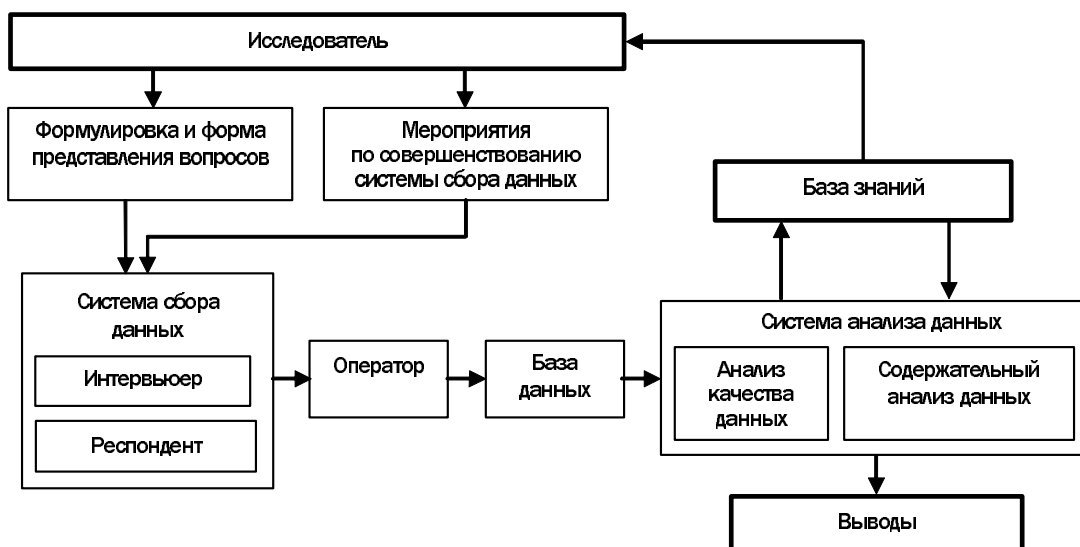 Исследователь
Формулировка и форма
представления вопросов
Мероприятия
по совершенствованию
системы сбора данных
База знаний
Система сбора
данных
Интервьюер
Респондент
Оператор
База
данных
Система анализа данных
Анализ
качества
данных
Содержательный
анализ данных
Выводы